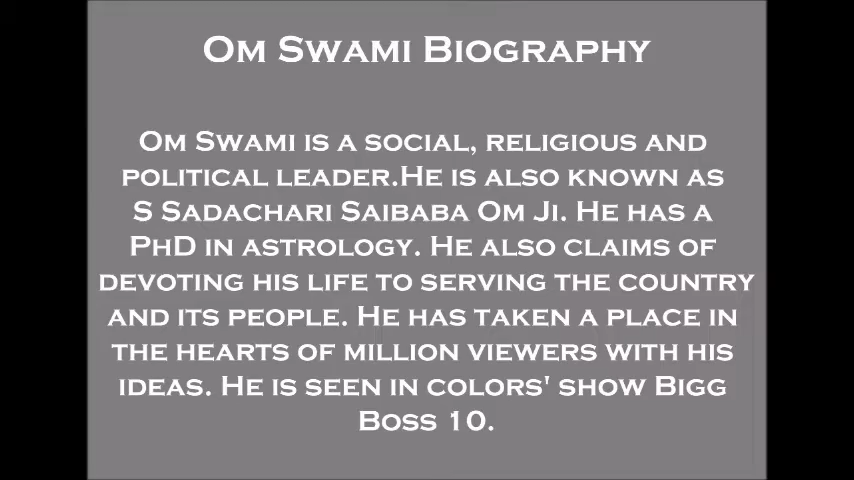 Om Swami Biography
Om Swami is a social, religious and
political leader.He is also known as
S Sadachari Saibaba Om Ji. He has a
PhD in astrology. He also claims of
devoting his life to serving the country
and its people. He has taken a place in
the hearts of million viewers with his
ideas. He is seen in colors' show Bigg
Boss 10.